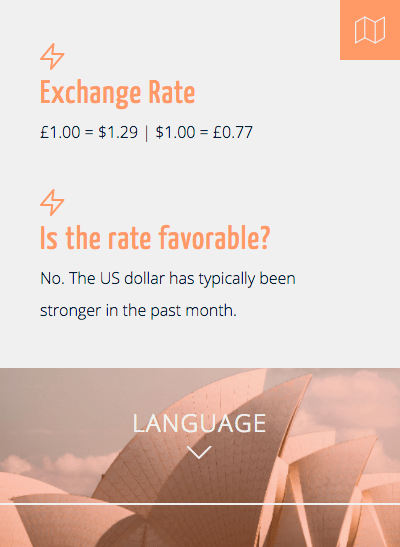 Exchange Rate
£1.00 = $1.29 | $1.00 = £0.77
Is the rate favorable?
No. The US dollar has typically been
stronger in the past month.
LANGUAGE